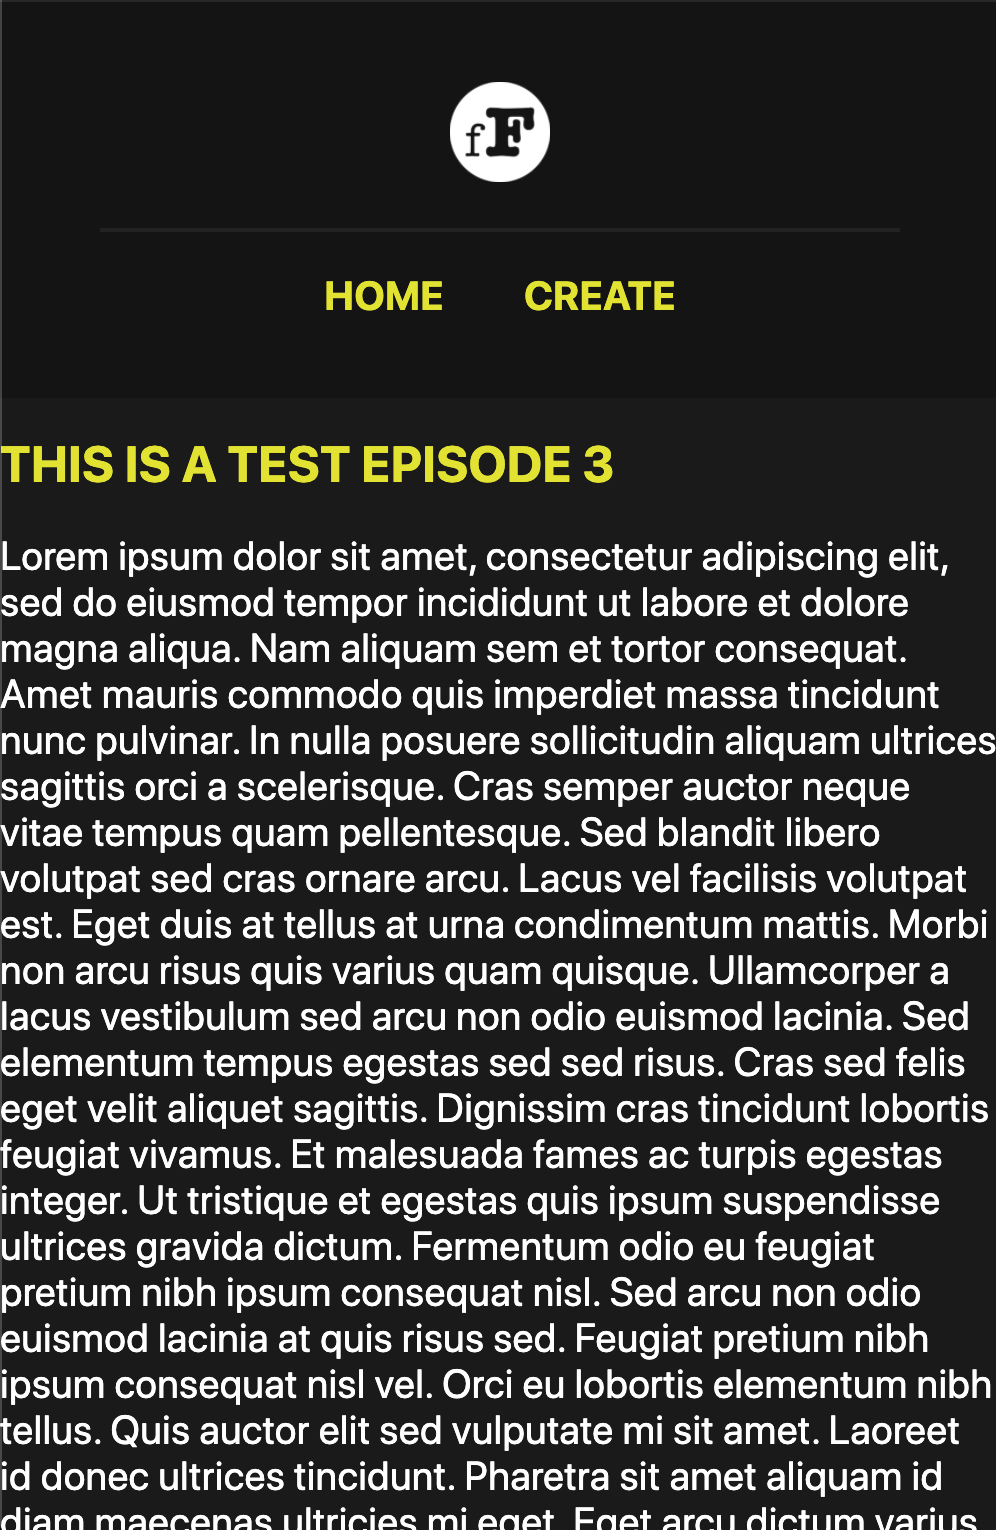 fF
HOME CREATE
THIS IS A TEST EPISODE 3
Lorem ipsum dolor sit amet, consectetur adipiscing elit,
sed do eiusmod tempor incididunt ut labore et dolore
magna aliqua. Nam aliquam sem et tortor consequat.
Amet mauris commodo quis imperdiet massa tincidunt
nunc pulvinar. In nulla posuere sollicitudin aliquam ultrices
sagittis orci a scelerisque. Cras semper auctor neque
vitae tempus quam pellentesque. Sed blandit libero
volutpat sed cras ornare arcu. Lacus vel facilisis volutpat
est. Eget duis at tellus at urna condimentum mattis. Morbi
non arcu risus quis varius quam quisque. Ullamcorper a
lacus vestibulum sed arcu non odio euismod lacinia. Sed
elementum tempus egestas sed sed risus. Cras sed felis
eget velit aliquet sagittis. Dignissim cras tincidunt lobortis
feugiat vivamus. Et malesuada fames ac turpis egestas
integer. Ut tristique et egestas quis ipsum suspendisse
ultrices gravida dictum. Fermentum odio eu feugiat
pretium nibh ipsum consequat nisl. Sed arcu non odio
euismod lacinia at quis risus sed. Feugiat pretium nibh
ipsum consequat nisl vel. Orci eu lobortis elementum nibh
tellus. Quis auctor elit sed vulputate mi sit amet. Laoreet
id donec ultrices tincidunt. Pharetra sit amet aliquam id
diam maecenas ultricies mi eget. Eget arcu dictum varius